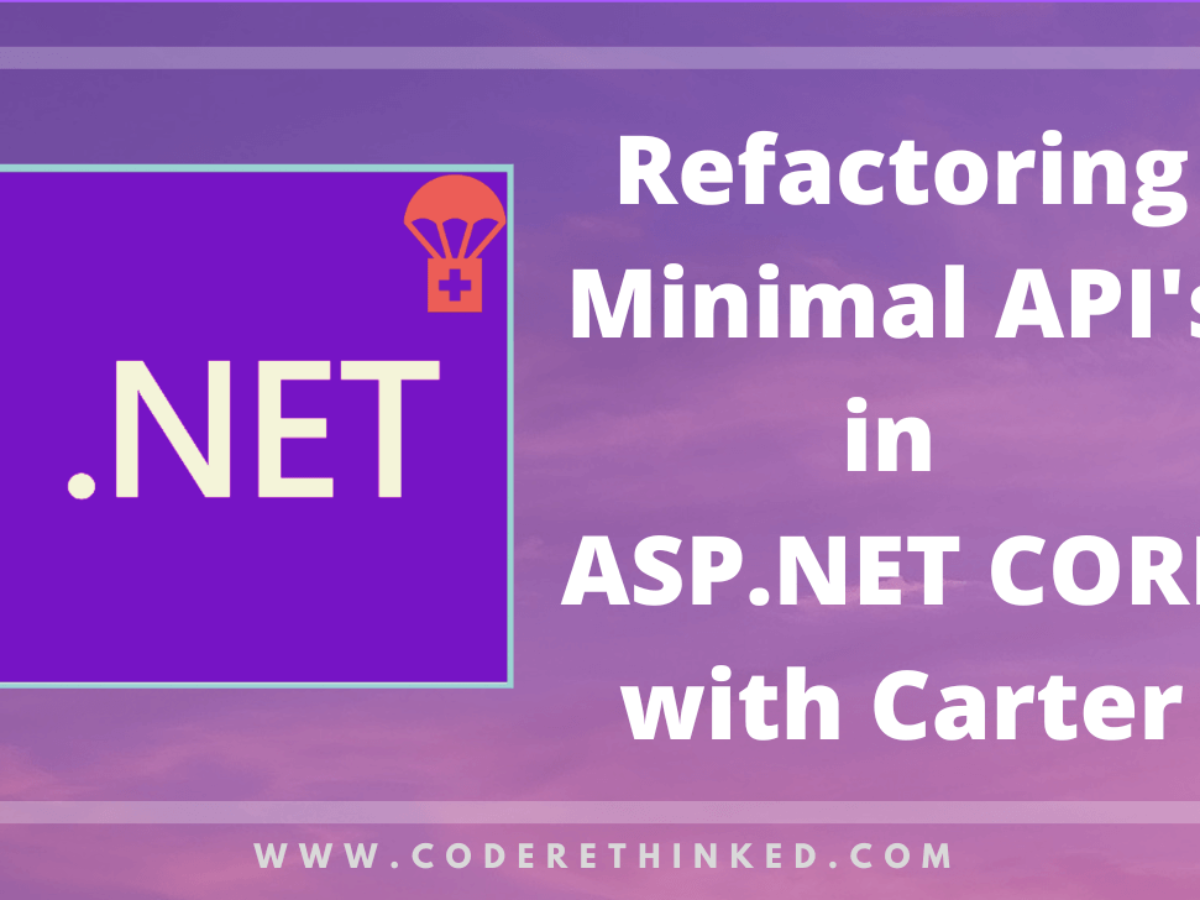 .NET
Refactoring
Minimal API's
in
ASP.NET COR
with Carter
WWW.CODERETHINKED.COM